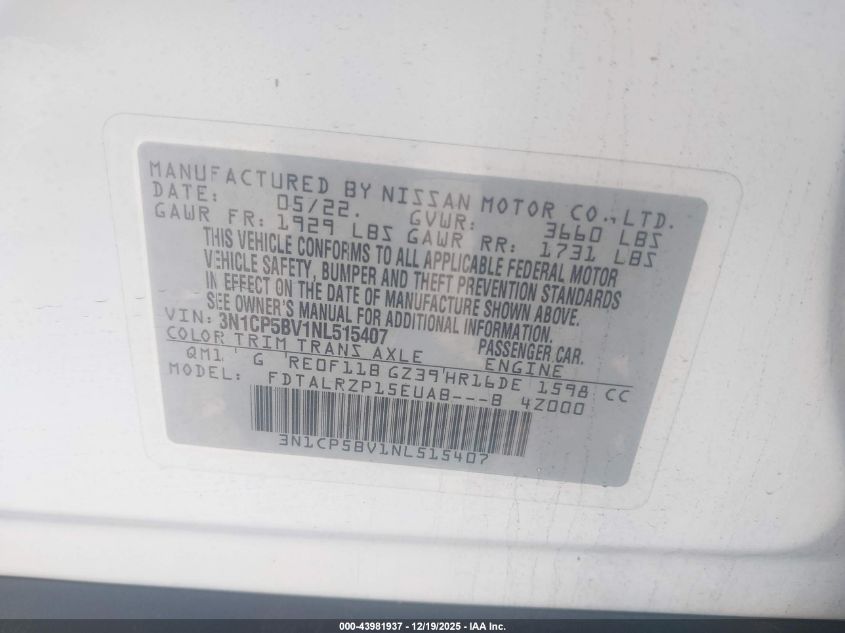 MANUFACTURED BY NISSAN MOTOR CO., LTD.
DATE: 05/22. GVWR: 3660 LBS
GAWR FR: 1929 LBS GAWR RR: 1731 LBS
THIS VEHICLE CONFORMS TO ALL APPLICABLE FEDERAL MOTOR
VEHICLE SAFETY, BUMPER AND THEFT PREVENTION STANDARDS
IN EFFECT ON THE DATE OF MANUFACTURE SHOWN ABOVE.
SEE OWNER'S MANUAL FOR ADDITIONAL INFORMATION.
VIN: 3N1CP5BV1NL515407 PASSENGER CAR.
COLOR TRIM TRANS AXLE ENGINE
QM1 G RE0F11B GZ39 HR16DE 1598 CC
MODEL: FDTALRZP15EUA8---B 4Z000
3N1CP5BV1NL515407
000-43981937 - 12/19/2025 - IAA Inc.